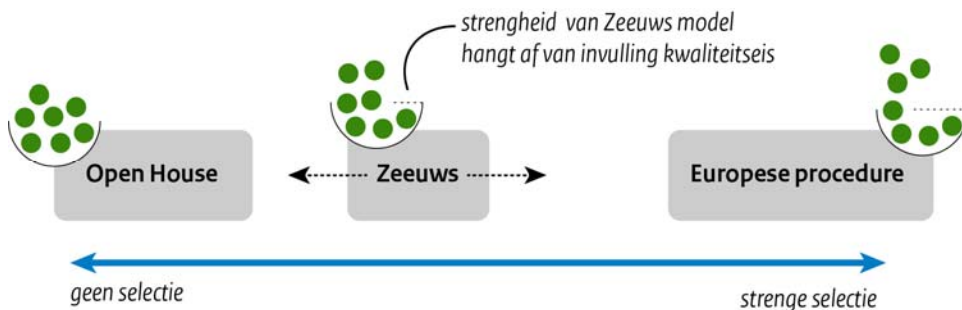 strengheid van Zeeuws model
hangt af van invulling kwaliteitseis
Open House
Zeeuws
Europese procedure
geen selectie
strenge selectie